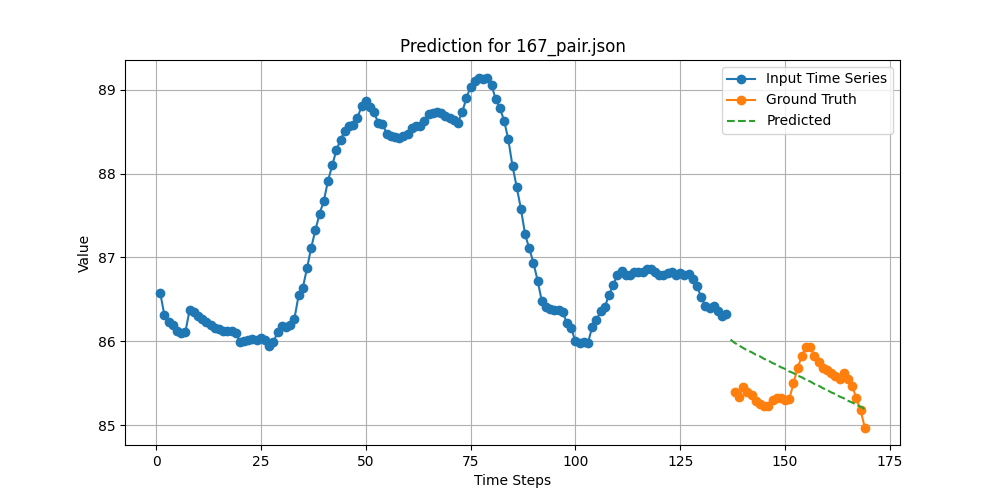 Prediction for 167_pair.json
Input Time Series
Ground Truth
Predicted
Value
89
88
87
86
85
0 25 50 75 100 125 150 175
Time Steps